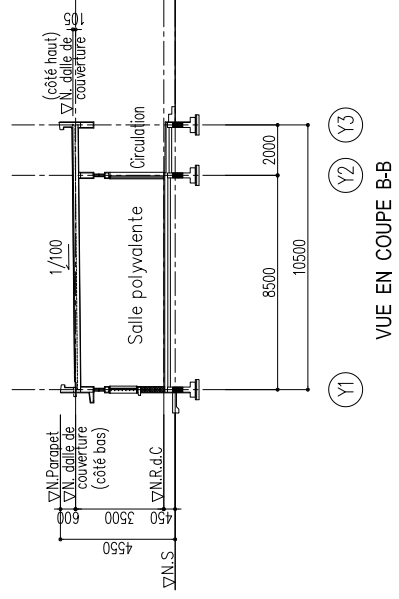 105
(côté haut)
▽N. dalle de
couverture
1/100
Circulation
Salle polyvalente
▽N.Parapet
▽N. dalle de
couverture
(côté bas)
▽N.R.d.C
▽N.S
600
3500
450
4550
8500
2000
10500
Y1
Y2
Y3
VUE EN COUPE B-B